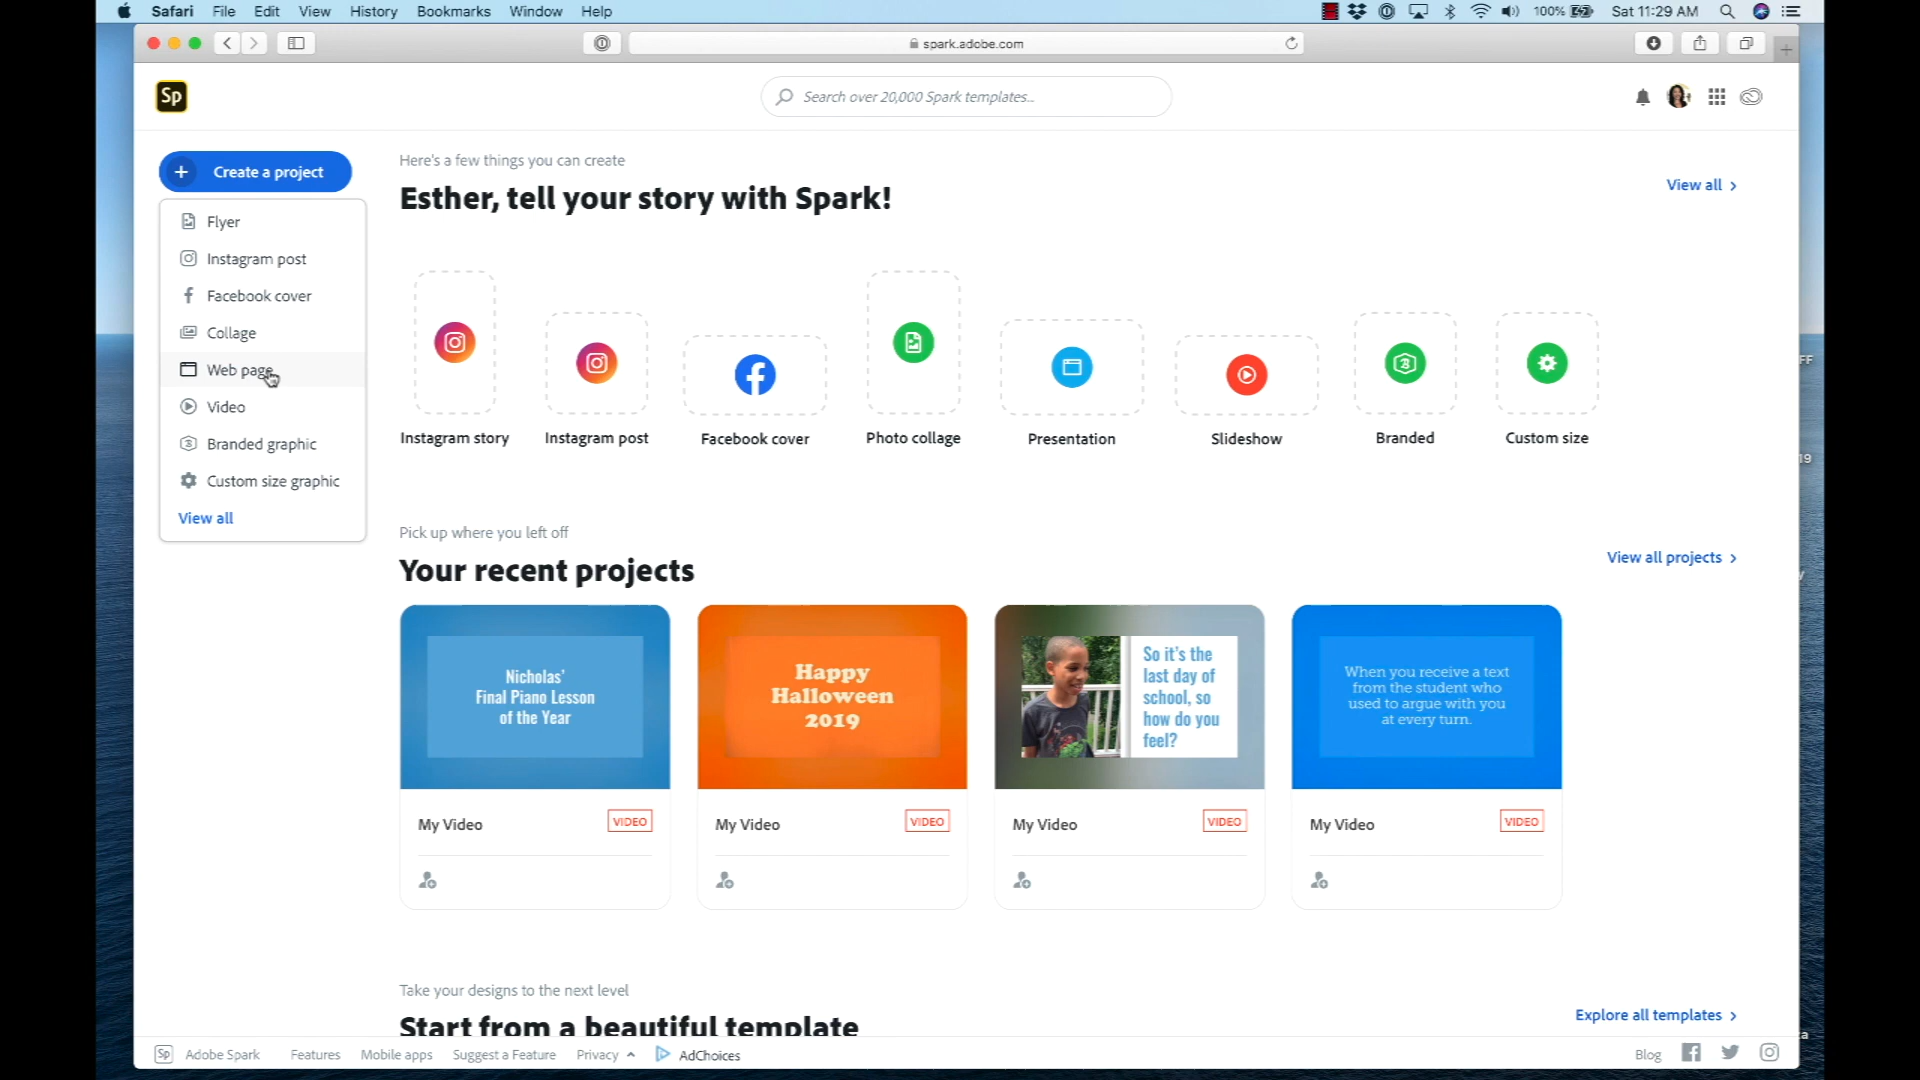 Safari File Edit View History Bookmarks Window Help 100% Sat 11:29 AM
spark.adobe.com
Sp
Search over 20,000 Spark templates...
Create a project
Flyer
Instagram post
Facebook cover
Collage
Web page
Video
Branded graphic
Custom size graphic
View all
Here's a few things you can create
Esther, tell your story with Spark!
View all
Instagram story
Instagram post
Facebook cover
Photo collage
Presentation
Slideshow
Branded
Custom size
Pick up where you left off
Your recent projects
View all projects
Nicholas'
Final Piano Lesson
of the Year
My Video
VIDEO
Happy
Halloween
2019
My Video
VIDEO
So it's the
last day of
school, so
how do you
feel?
My Video
VIDEO
When you receive a text
from the student who
used to argue with you
at every turn.
My Video
VIDEO
Take your designs to the next level
Start from a beautiful template
Explore all templates
Sp Adobe Spark Features Mobile apps Suggest a Feature Privacy AdChoices
Blog